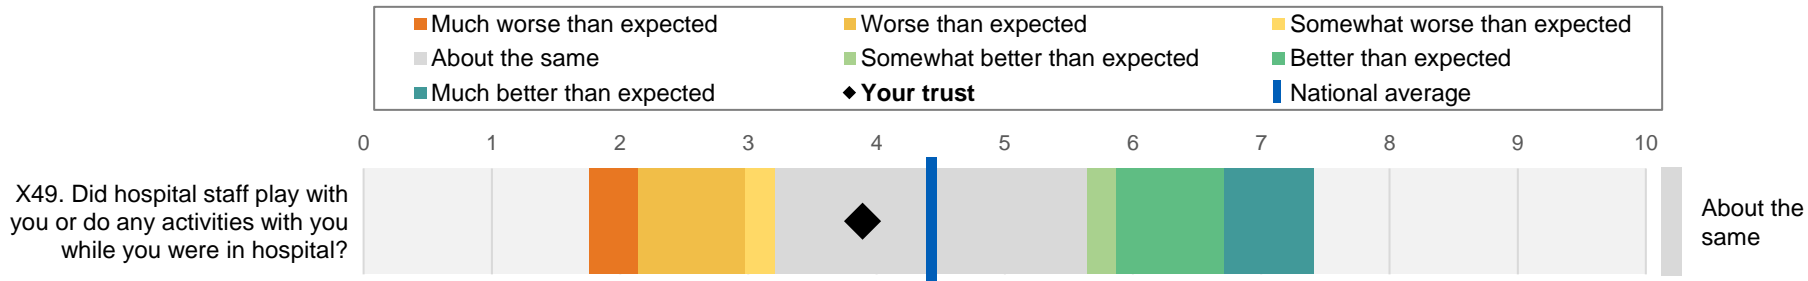 Much worse than expected
Worse than expected
Somewhat worse than expected
About the same
Somewhat better than expected
Better than expected
Much better than expected
Your trust
National average
0 1 2 3 4 5 6 7 8 9 10
X49. Did hospital staff play with
you or do any activities with you
while you were in hospital?
About the
same